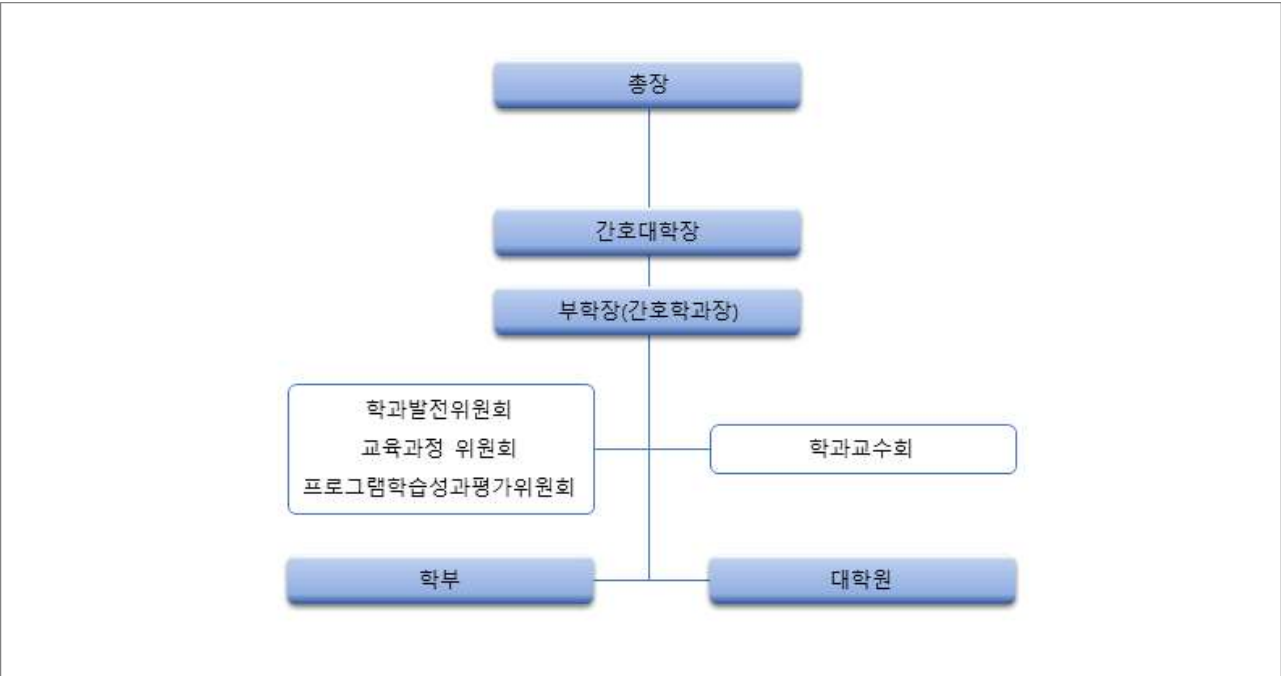 총장
간호대학장
부학장(간호학과장)
학과발전위원회
교육과정 위원회
프로그램학습성과평가위원회
학과교수회
학부
대학원